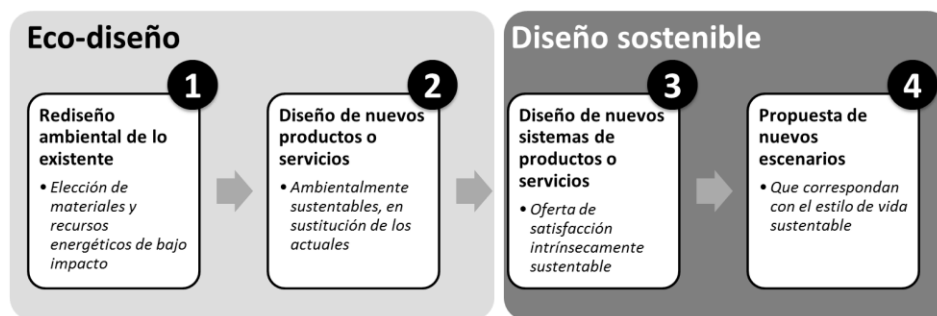 Eco-diseño
1
Rediseño
ambiental de lo
existente
• Elección de
materiales y
recursos
energéticos de bajo
impacto
2
Diseño de nuevos
productos o
servicios
• Ambientalmente
sustentables, en
sustitución de los
actuales
Diseño sostenible
3
Diseño de nuevos
sistemas de
productos o
servicios
• Oferta de
satisfacción
intrínsecamente
sustentable
4
Propuesta de
nuevos
escenarios
• Que correspondan
con el estilo de vida
sustentable